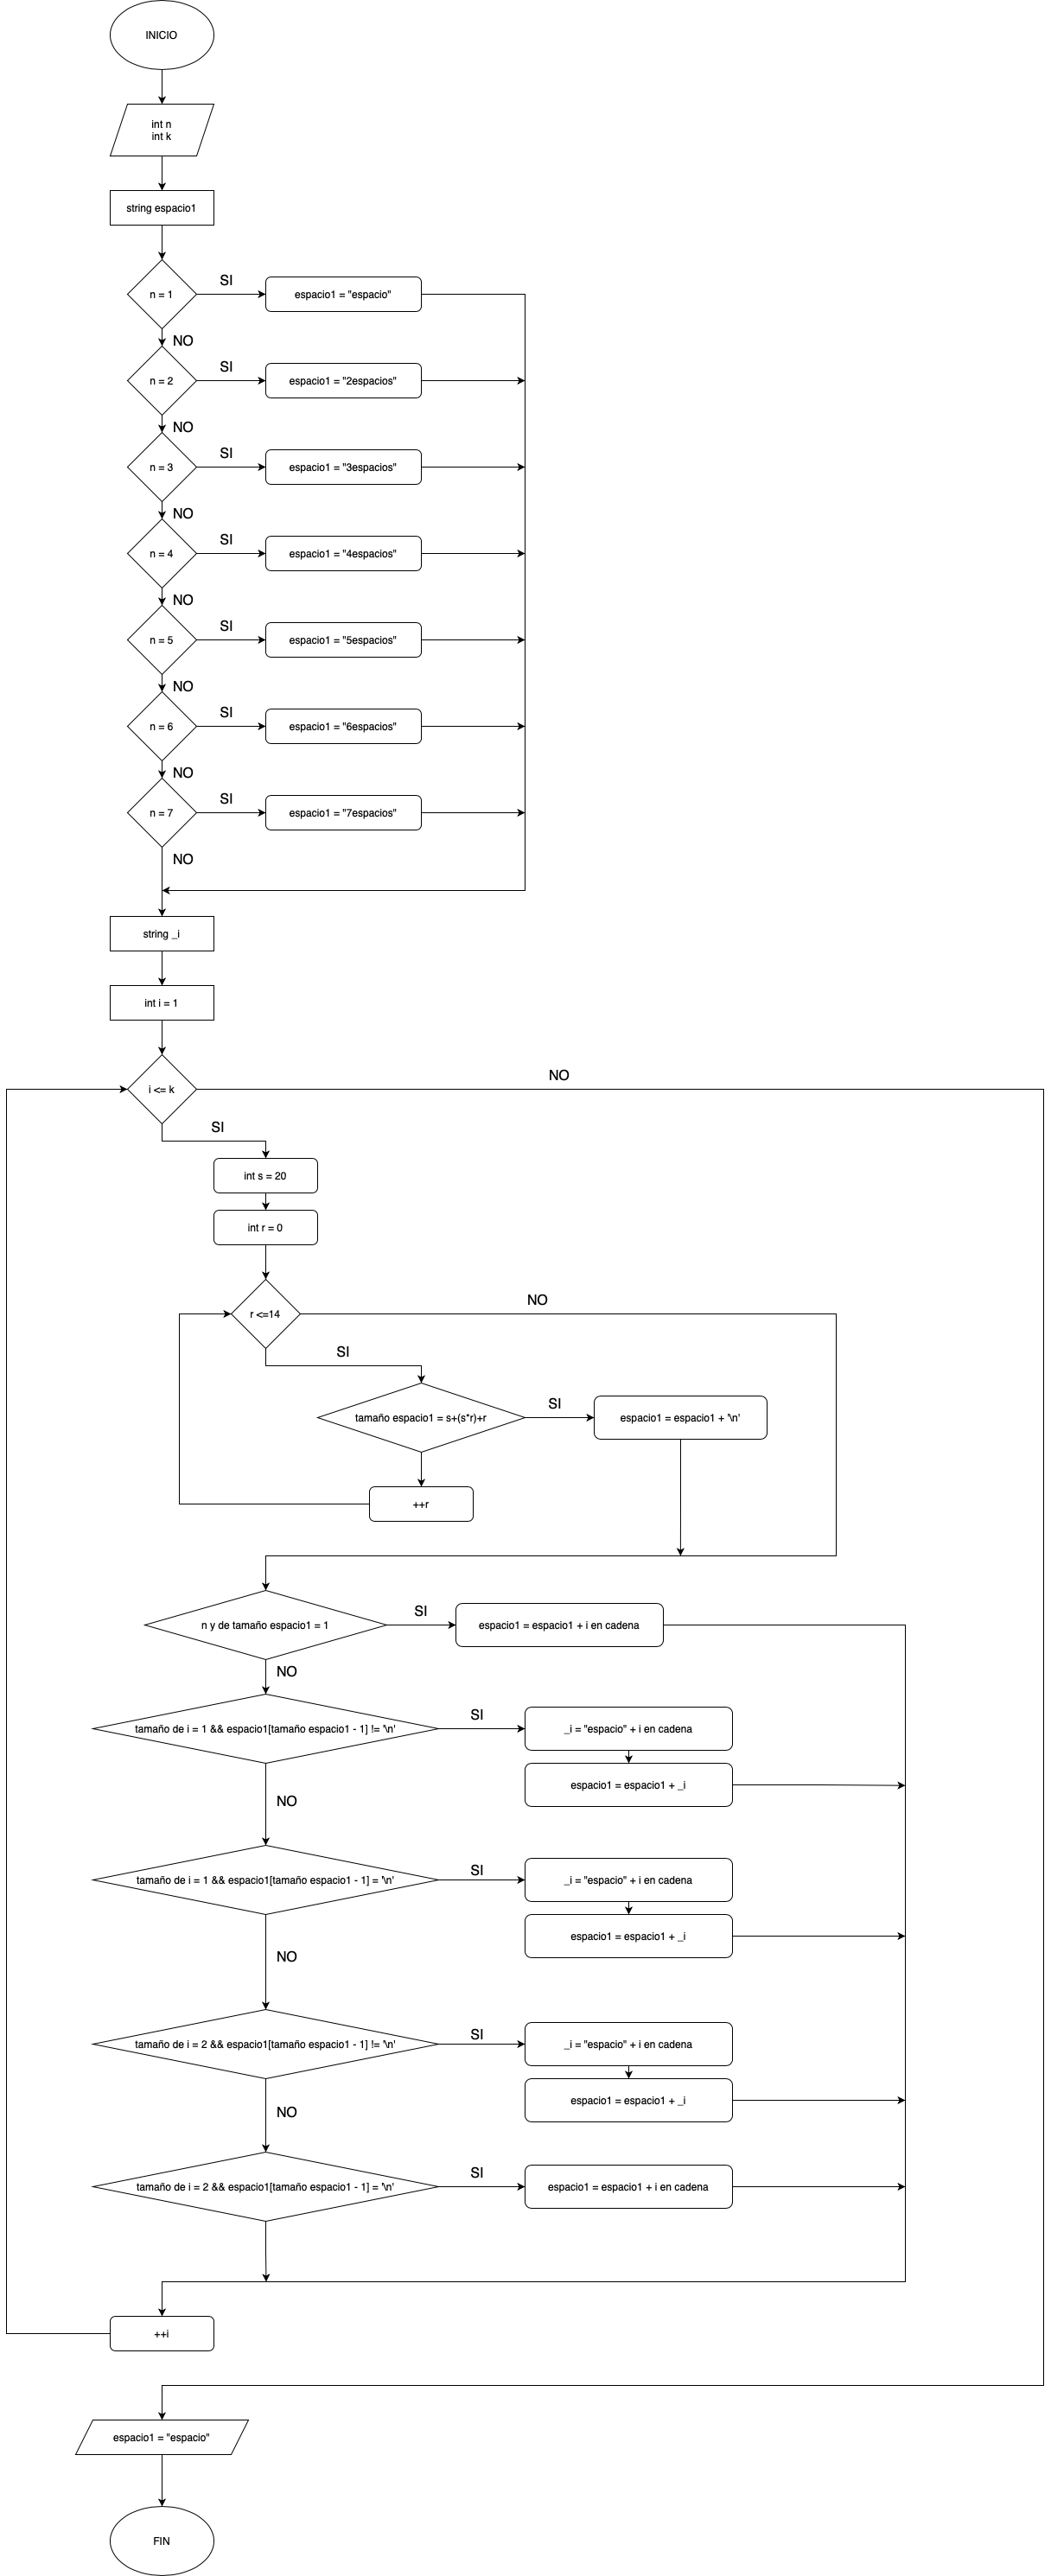 INICIO
int n
int k
string espacio1
n = 1
SI
espacio1 = "espacio"
NO
n = 2
SI
espacio1 = "2espacios"
NO
n = 3
SI
espacio1 = "3espacios"
NO
n = 4
SI
espacio1 = "4espacios"
NO
n = 5
SI
espacio1 = "5espacios"
NO
n = 6
SI
espacio1 = "6espacios"
NO
n = 7
SI
espacio1 = "7espacios"
NO
string _i
int i = 1
i <= k
NO
SI
int s = 20
int r = 0
r <=14
NO
SI
tamaño espacio1 = s+(s*r)+r
SI
espacio1 = espacio1 + '\n'
++r
n y de tamaño espacio1 = 1
SI
espacio1 = espacio1 + i en cadena
NO
tamaño de i = 1 && espacio1[tamaño espacio1 - 1] != '\n'
SI
_i = "espacio" + i en cadena
espacio1 = espacio1 + _i
NO
tamaño de i = 1 && espacio1[tamaño espacio1 - 1] = '\n'
SI
_i = "espacio" + i en cadena
espacio1 = espacio1 + _i
NO
tamaño de i = 2 && espacio1[tamaño espacio1 - 1] != '\n'
SI
_i = "espacio" + i en cadena
espacio1 = espacio1 + _i
NO
tamaño de i = 2 && espacio1[tamaño espacio1 - 1] = '\n'
SI
espacio1 = espacio1 + i en cadena
++i
espacio1 = "espacio"
FIN